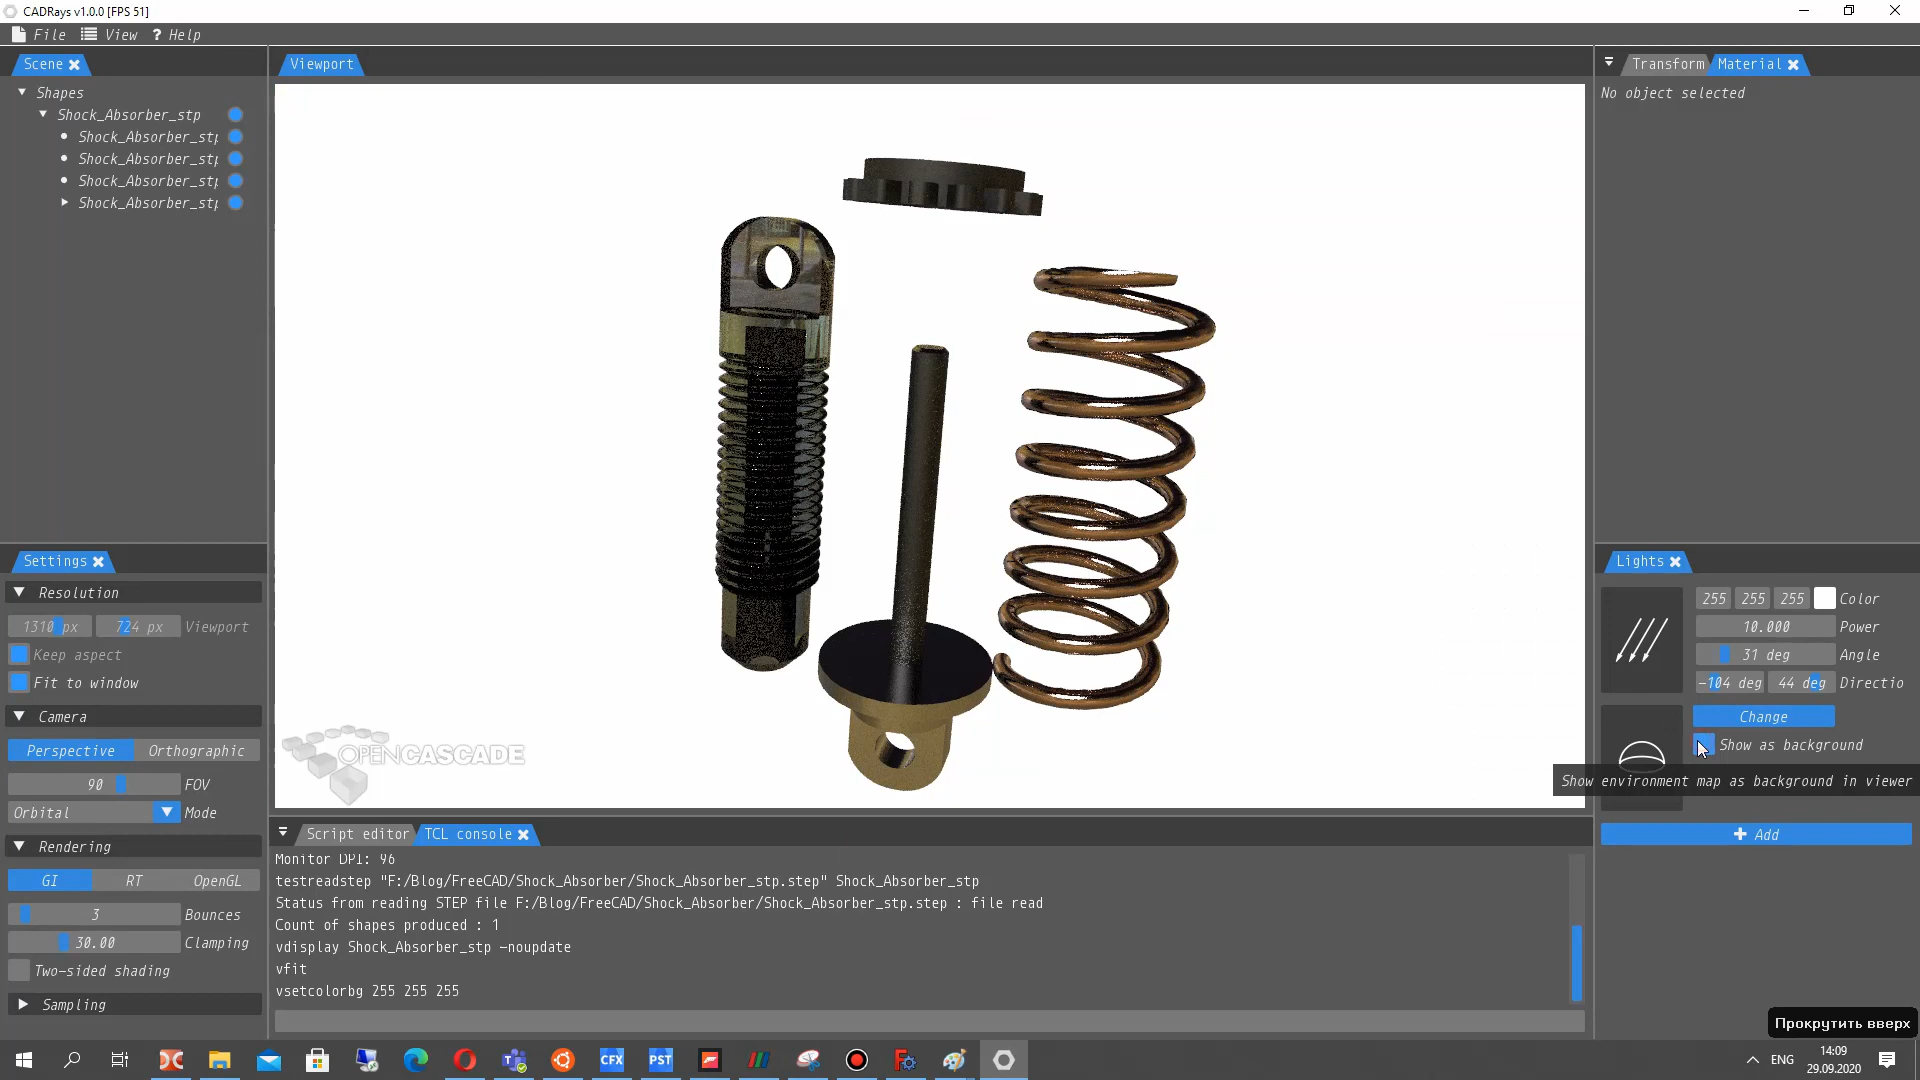 CADRays v1.0.0 [FPS 51]
File View ? Help
Scene
Shapes
Shock_Absorber_stp
Shock_Absorber_stp
Shock_Absorber_stp
Shock_Absorber_stp
Shock_Absorber_stp
Viewport
OPENCASCADE
Transform Material
No object selected
Settings
Resolution
1310 px 724 px Viewport
Keep aspect
Fit to window
Camera
Perspective Orthographic
90 FOV
Orbital Mode
Rendering
GI RT OpenGL
3 Bounces
30.00 Clamping
Two-sided shading
Sampling
Script editor TCL console
Monitor DPI: 96
testreadstep "F:/Blog/FreeCAD/Shock_Absorber/Shock_Absorber_stp.step" Shock_Absorber_stp
Status from reading STEP file F:/Blog/FreeCAD/Shock_Absorber/Shock_Absorber_stp.step : file read
Count of shapes produced : 1
vdisplay Shock_Absorber_stp -noupdate
vfit
vsetcolorbg 255 255 255
Lights
255 255 255 Color
10.000 Power
31 deg Angle
-104 deg 44 deg Directio
Change
Show as background
Show environment map as background in viewer
+ Add
Прокрутить вверх
CFX PST
ENG
14:09
29.09.2020